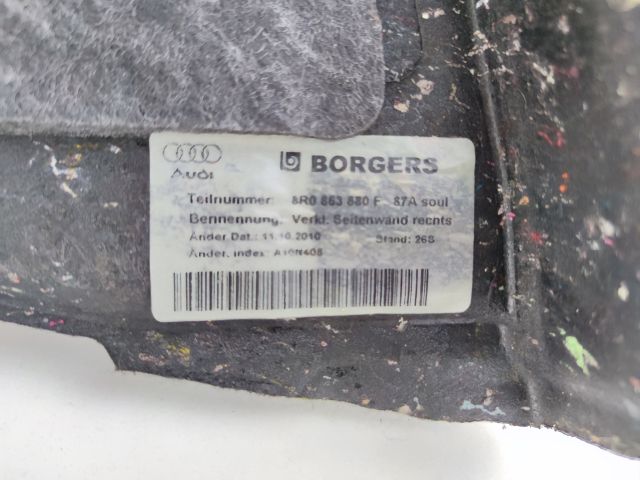 Audi
BORGERS
Teilnummer: 8R0 863 880 F 87A soul
Bennennung: Verkl. Seitenwand rechts
Änder Dat.: 11.10.2010 Stand: 26S
Änder. index: